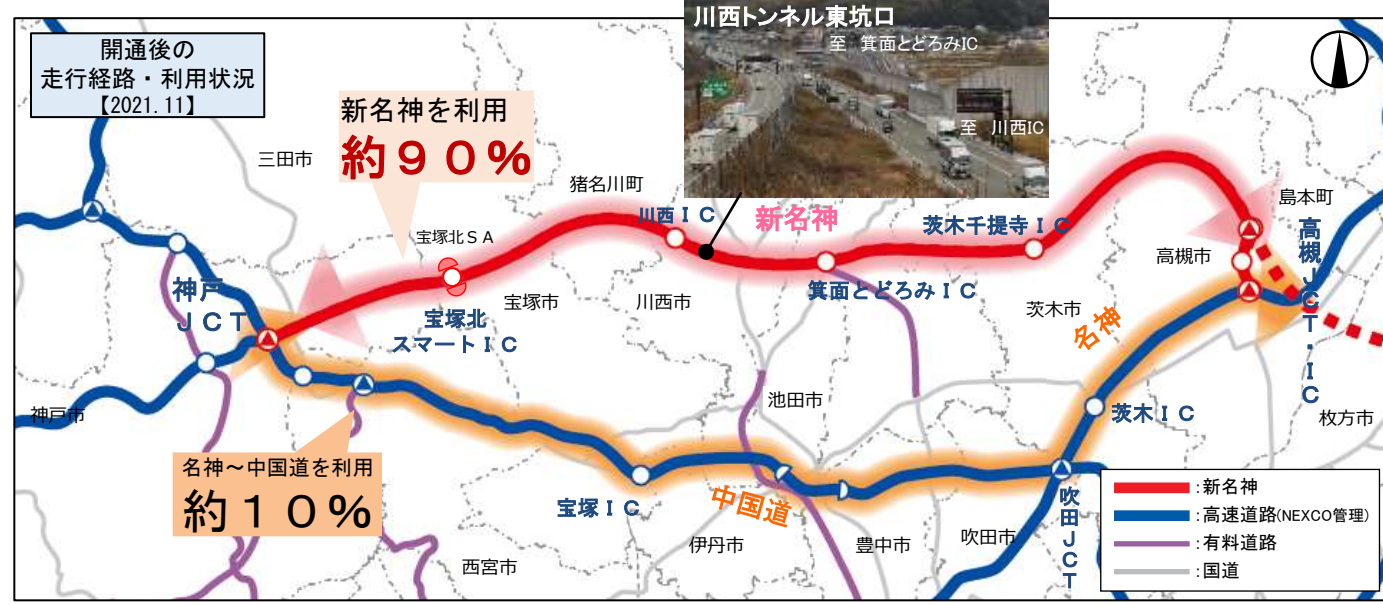 開通後の
走行経路・利用状況
【2021.11】
川西トンネル東坑口
至 箕面とどろみIC
至 川西IC
新名神を利用
約９０%
三田市
猪名川町
島本町
川西ＩＣ
新名神
茨木千提寺ＩＣ
高槻市
高槻ＪＣＴ・ＩＣ
宝塚北ＳＡ
神戸
ＪＣＴ
宝塚市
川西市
箕面とどろみＩＣ
茨木市
宝塚北
スマートＩＣ
名神
神戸市
池田市
茨木ＩＣ
枚方市
名神～中国道を利用
約１０%
宝塚ＩＣ
中国道
吹田ＪＣＴ
伊丹市
豊中市
吹田市
西宮市
:新名神
:高速道路(NEXCO管理)
:有料道路
:国道